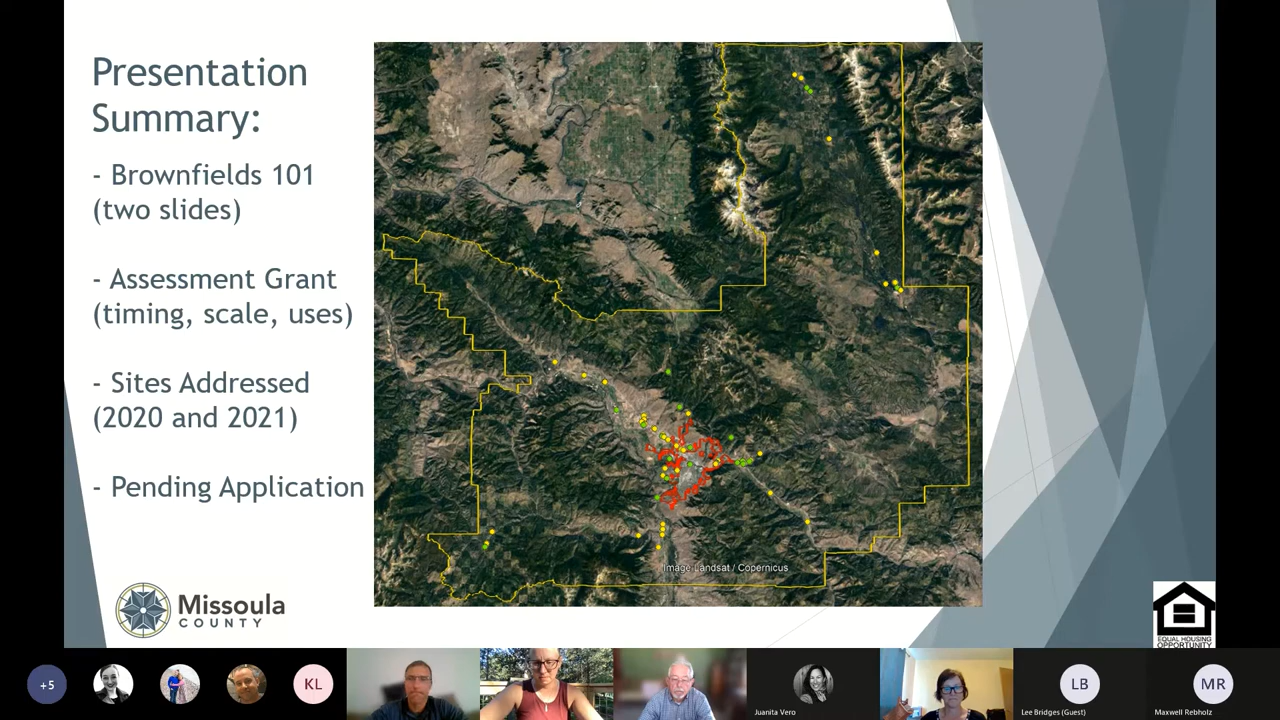 Presentation
Summary:
- Brownfields 101
(two slides)
- Assessment Grant
(timing, scale, uses)
- Sites Addressed
(2020 and 2021)
- Pending Application
Image Landsat / Copernicus
Missoula
COUNTY
EQUAL HOUSING
OPPORTUNITY
+5
KL
Juanita Vero
LB
Lee Bridges (Guest)
MR
Maxwell Rebholz